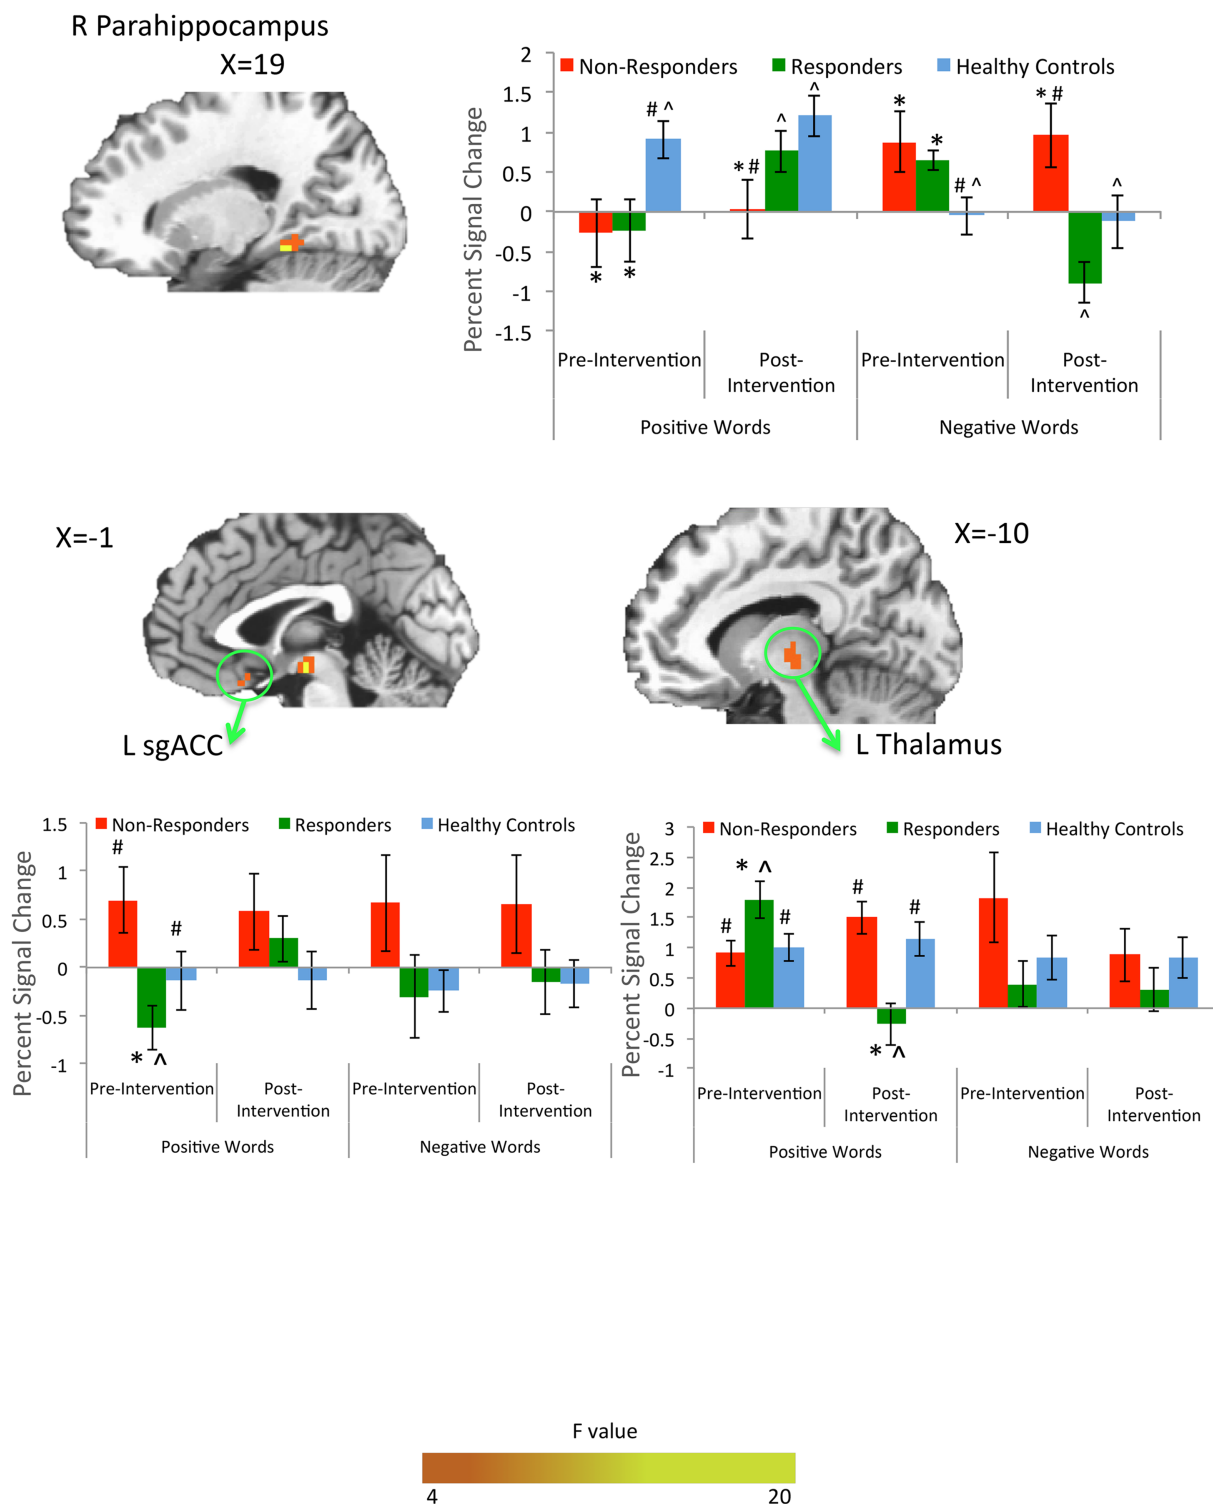 R Parahippocampus
X=19
Percent Signal Change
2
1.5
1
0.5
0
-0.5
-1
-1.5
Non-Responders Responders Healthy Controls
* * # ^ * # ^ ^ * * # ^ * # ^ ^
Pre-Intervention Post-Intervention Pre-Intervention Post-Intervention
Positive Words Negative Words
X=-1
X=-10
L sgACC
L Thalamus
Percent Signal Change
1.5
1
0.5
0
-0.5
-1
Non-Responders Responders Healthy Controls
# * ^ #
Pre-Intervention Post-Intervention Pre-Intervention Post-Intervention
Positive Words Negative Words
Percent Signal Change
3
2.5
2
1.5
1
0.5
0
-0.5
-1
Non-Responders Responders Healthy Controls
# * ^ # # * ^ #
Pre-Intervention Post-Intervention Pre-Intervention Post-Intervention
Positive Words Negative Words
F value
4 20